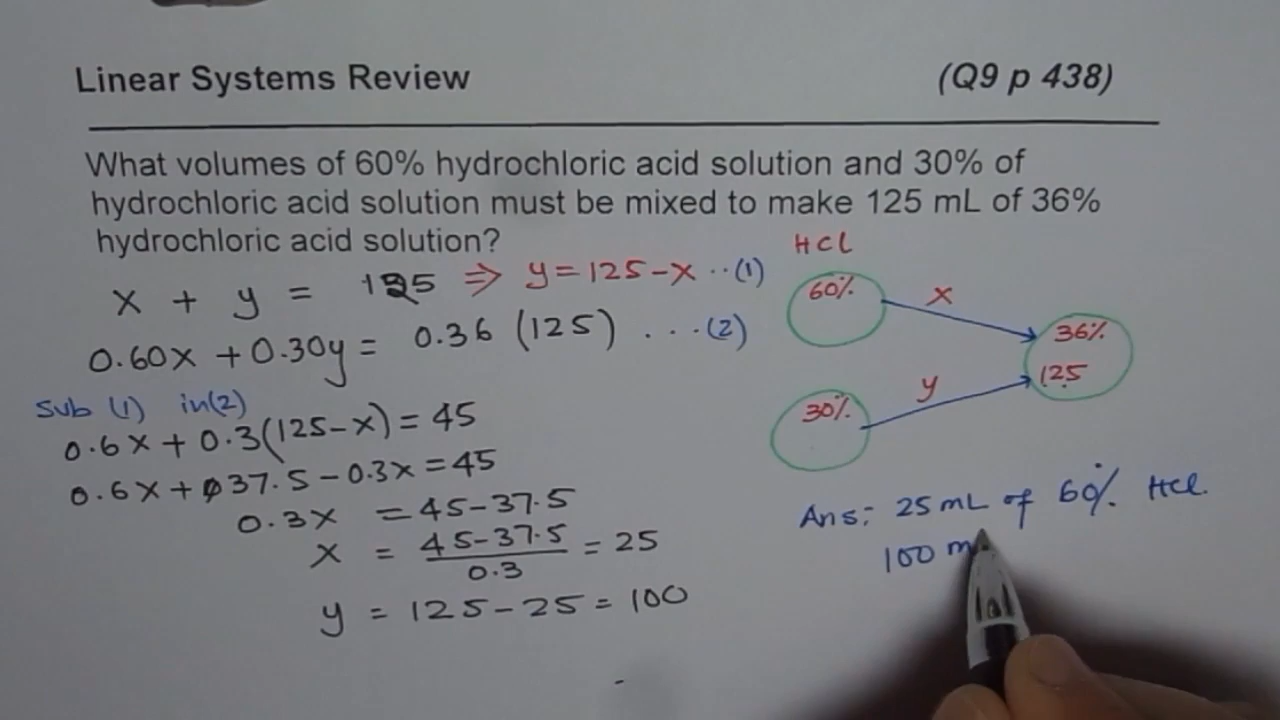 Linear Systems Review (Q9 p 438)
What volumes of 60% hydrochloric acid solution and 30% of
hydrochloric acid solution must be mixed to make 125 mL of 36%
hydrochloric acid solution?
x + y = 125 ⇒ y = 125 - x ..(1)
0.60x + 0.30y = 0.36 (125) ...(2)
Sub (1) in(2)
0.6x + 0.3(125-x) = 45
0.6x + 37.5 - 0.3x = 45
0.3x = 45-37.5
x = \frac{45-37.5}{0.3} = 25
y = 125-25 = 100
HCl
60%
x
36%
125
y
30%
Ans: 25 mL of 60% HCl.
100 m